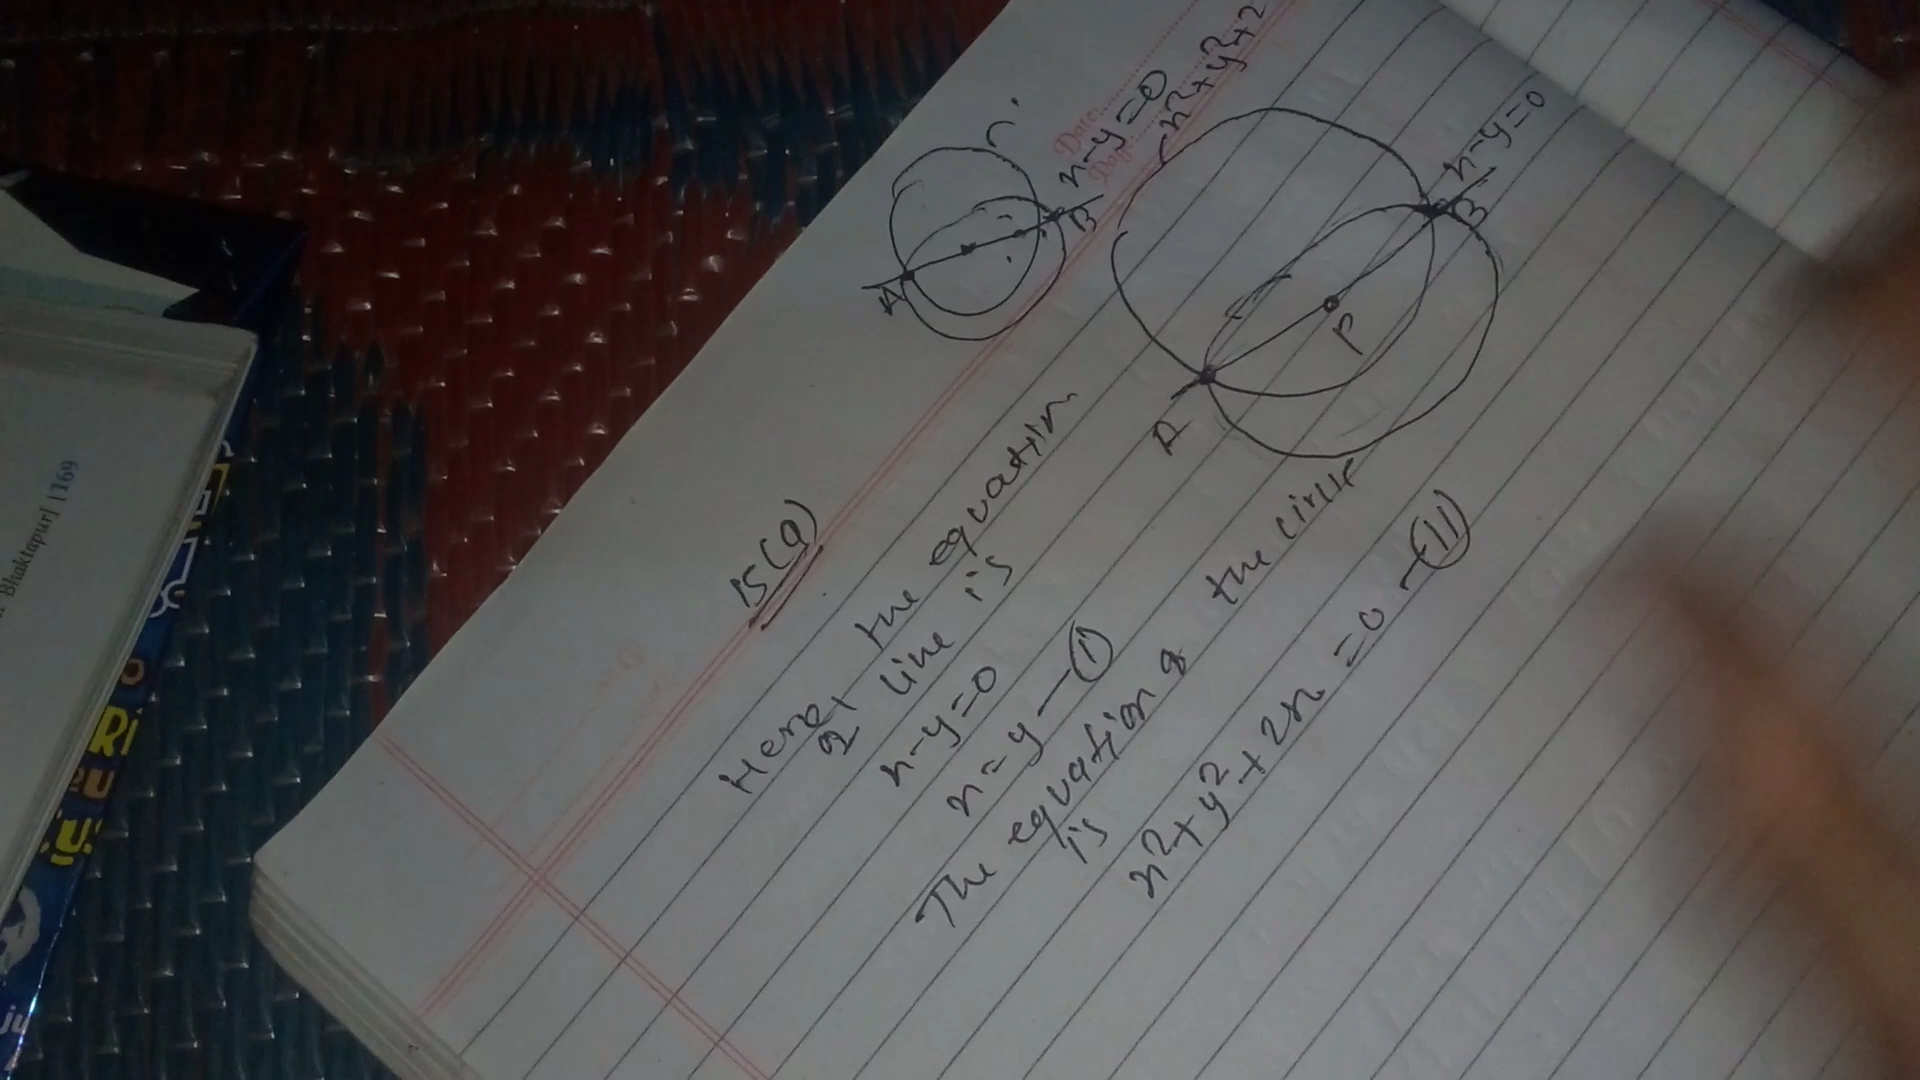 Bhaktapur] | 169
Date:
Page:
x-y=0
x²+y²+2
A
B
x-y=0
B
P
A
15(a)
Here, the equation
of line is
x-y=0
x=y —(i)
The equation of the circle
is
x²+y²+2x=0 -(ii)